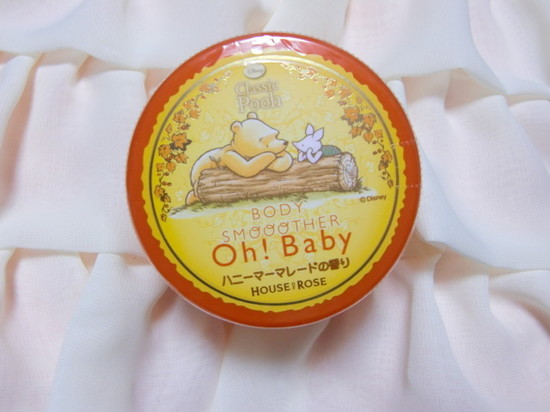 Disney
Classic
Pooh
©Disney
BODY
SMOOOTHER
Oh! Baby
ハニーマーマレードの香り
HOUSE OF ROSE